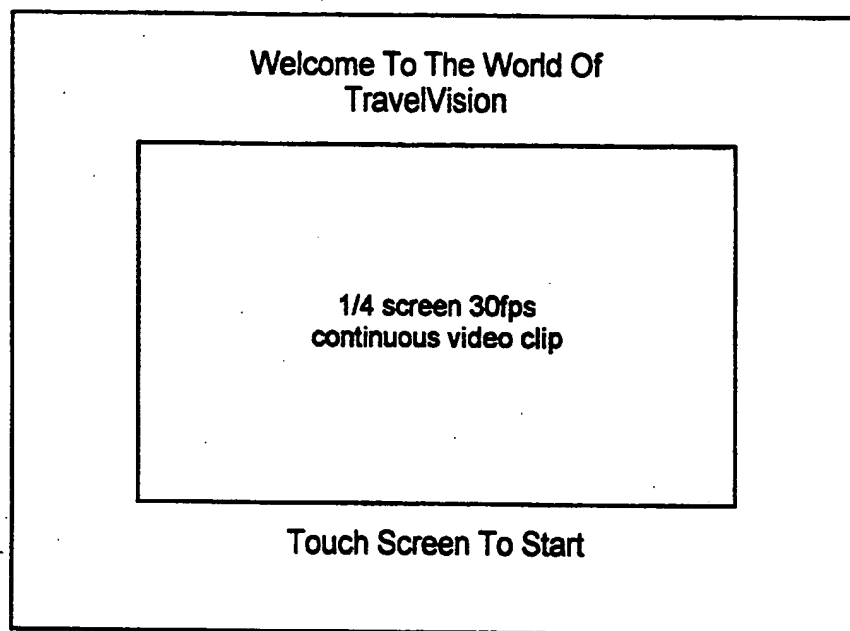 Welcome To The World Of
TravelVision
1/4 screen 30fps
continuous video clip
Touch Screen To Start